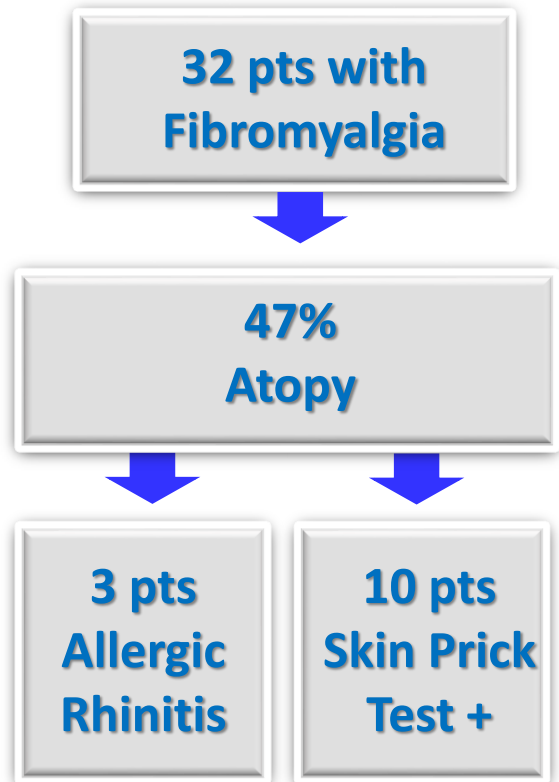 32 pts with
Fibromyalgia
47%
Atopy
3 pts
Allergic
Rhinitis
10 pts
Skin Prick
Test +